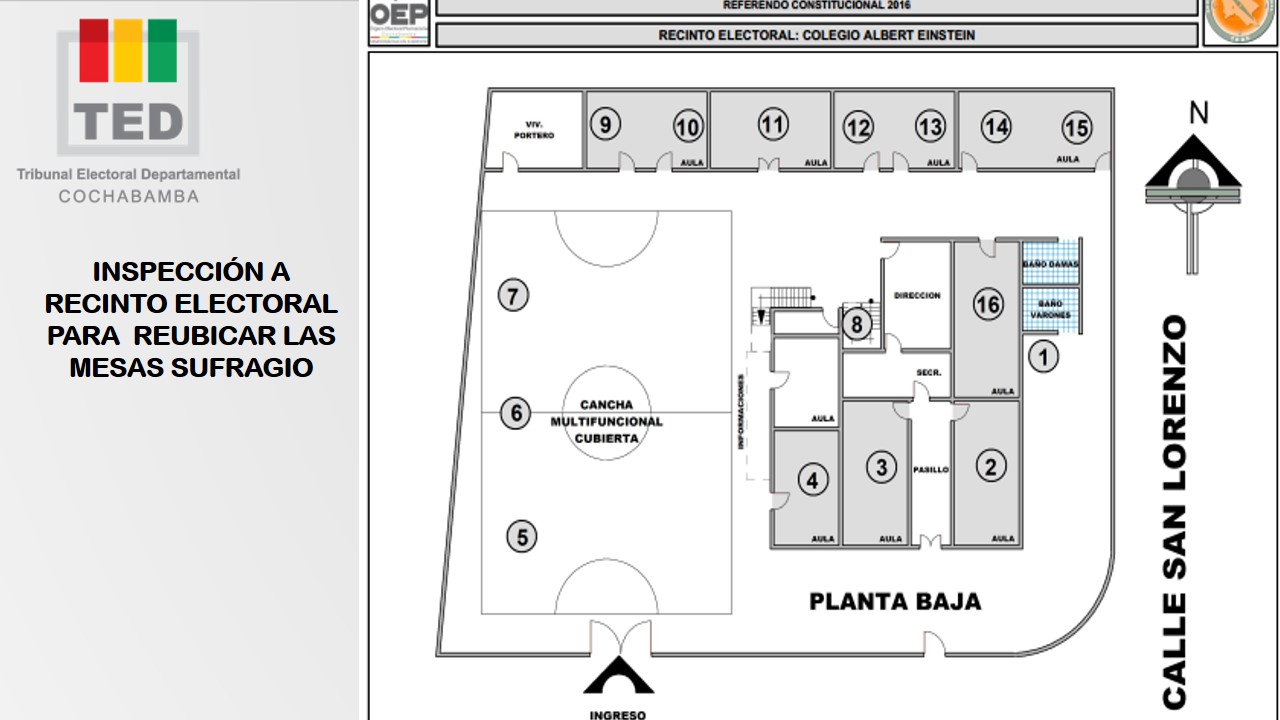 TED
Tribunal Electoral Departamental
COCHABAMBA
INSPECCIÓN A
RECINTO ELECTORAL
PARA REUBICAR LAS
MESAS SUFRAGIO
OEP
REFERENDO CONSTITUCIONAL 2016
RECINTO ELECTORAL: COLEGIO ALBERT EINSTEIN
N
VIV.
PORTERO
9
10
AULA
11
AULA
12
13
AULA
14
15
AULA
7
6
5
CANCHA
MULTIFUNCIONAL
CUBIERTA
INFORMACIONES
8
DIRECCION
16
AULA
BAÑO DAMAS
BAÑO
VARONES
1
SECR.
AULA
4
AULA
3
AULA
PASILLO
2
AULA
PLANTA BAJA
CALLE SAN LORENZO
INGRESO